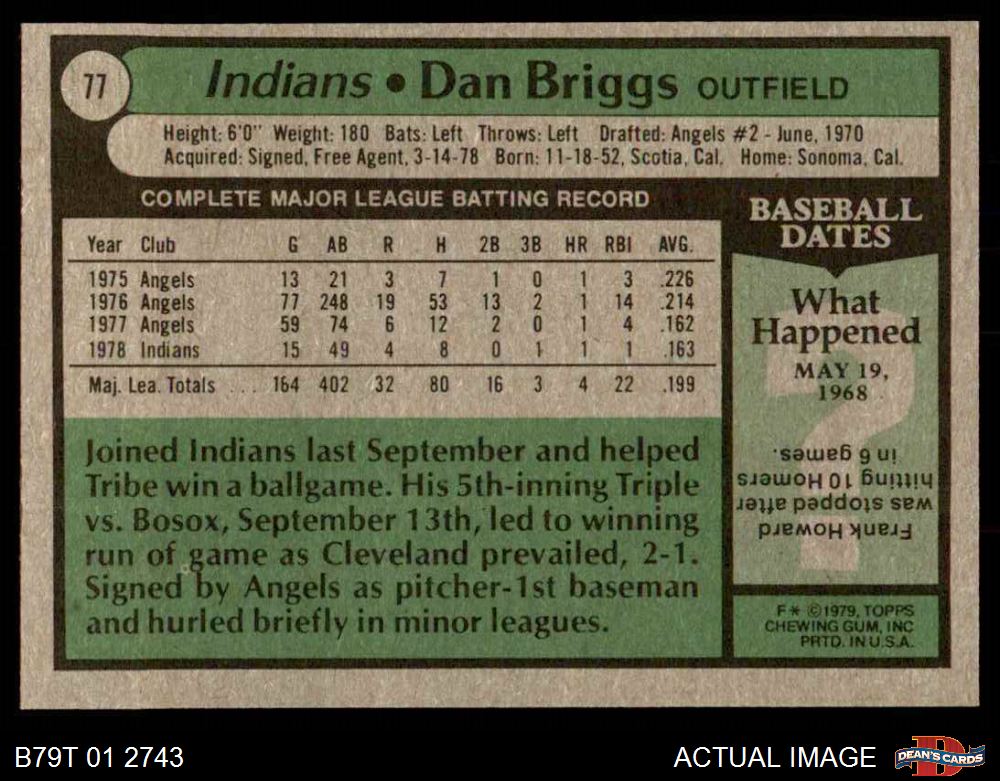 77
Indians • Dan Briggs OUTFIELD
Height: 6'0" Weight: 180 Bats: Left Throws: Left Drafted: Angels #2 - June, 1970
Acquired: Signed, Free Agent, 3-14-78 Born: 11-18-52, Scotia, Cal. Home: Sonoma, Cal.
COMPLETE MAJOR LEAGUE BATTING RECORD
Year Club G AB R H 2B 3B HR RBI AVG.
1975 Angels 13 21 3 7 1 0 1 3 .226
1976 Angels 77 248 19 53 13 2 1 14 .214
1977 Angels 59 74 6 12 2 0 1 4 .162
1978 Indians 15 49 4 8 0 1 1 1 .163
Maj. Lea. Totals ... 164 402 32 80 16 3 4 22 .199
Joined Indians last September and helped
Tribe win a ballgame. His 5th-inning Triple
vs. Bosox, September 13th, led to winning
run of game as Cleveland prevailed, 2-1.
Signed by Angels as pitcher-1st baseman
and hurled briefly in minor leagues.
BASEBALL
DATES
What
Happened
MAY 19,
1968
Frank Howard
was stopped after
hitting 10 Homers
in 6 games.
F* ©1979, TOPPS
CHEWING GUM, INC
PRTD. IN U.S.A.
B79T 01 2743
ACTUAL IMAGE
D
DEAN'S CARDS